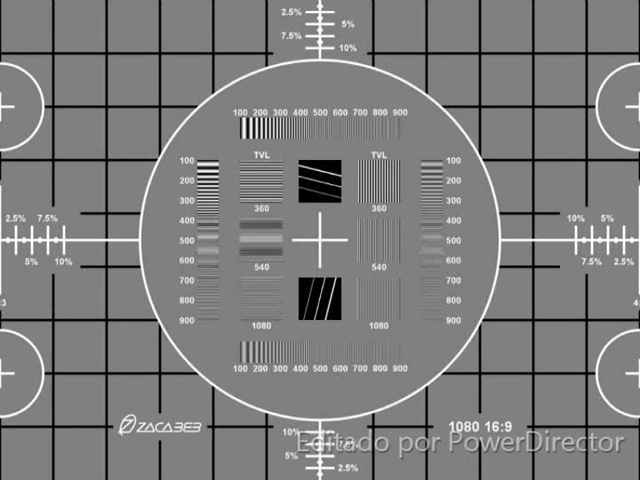 2.5%
5%
7.5%
10%
100 200 300 400 500 600 700 800 900
TVL TVL
100 100
200 200
300 300
360 360
400 400
2.5% 7.5% 10% 5%
500 500
5% 10% 7.5% 2.5%
600 600
540 540
700 700
:3 4:
800 800
900 900
1080 1080
100 200 300 400 500 600 700 800 900
ZACABEB 1080 16:9
10%
Editado por PowerDirector
5%
2.5%